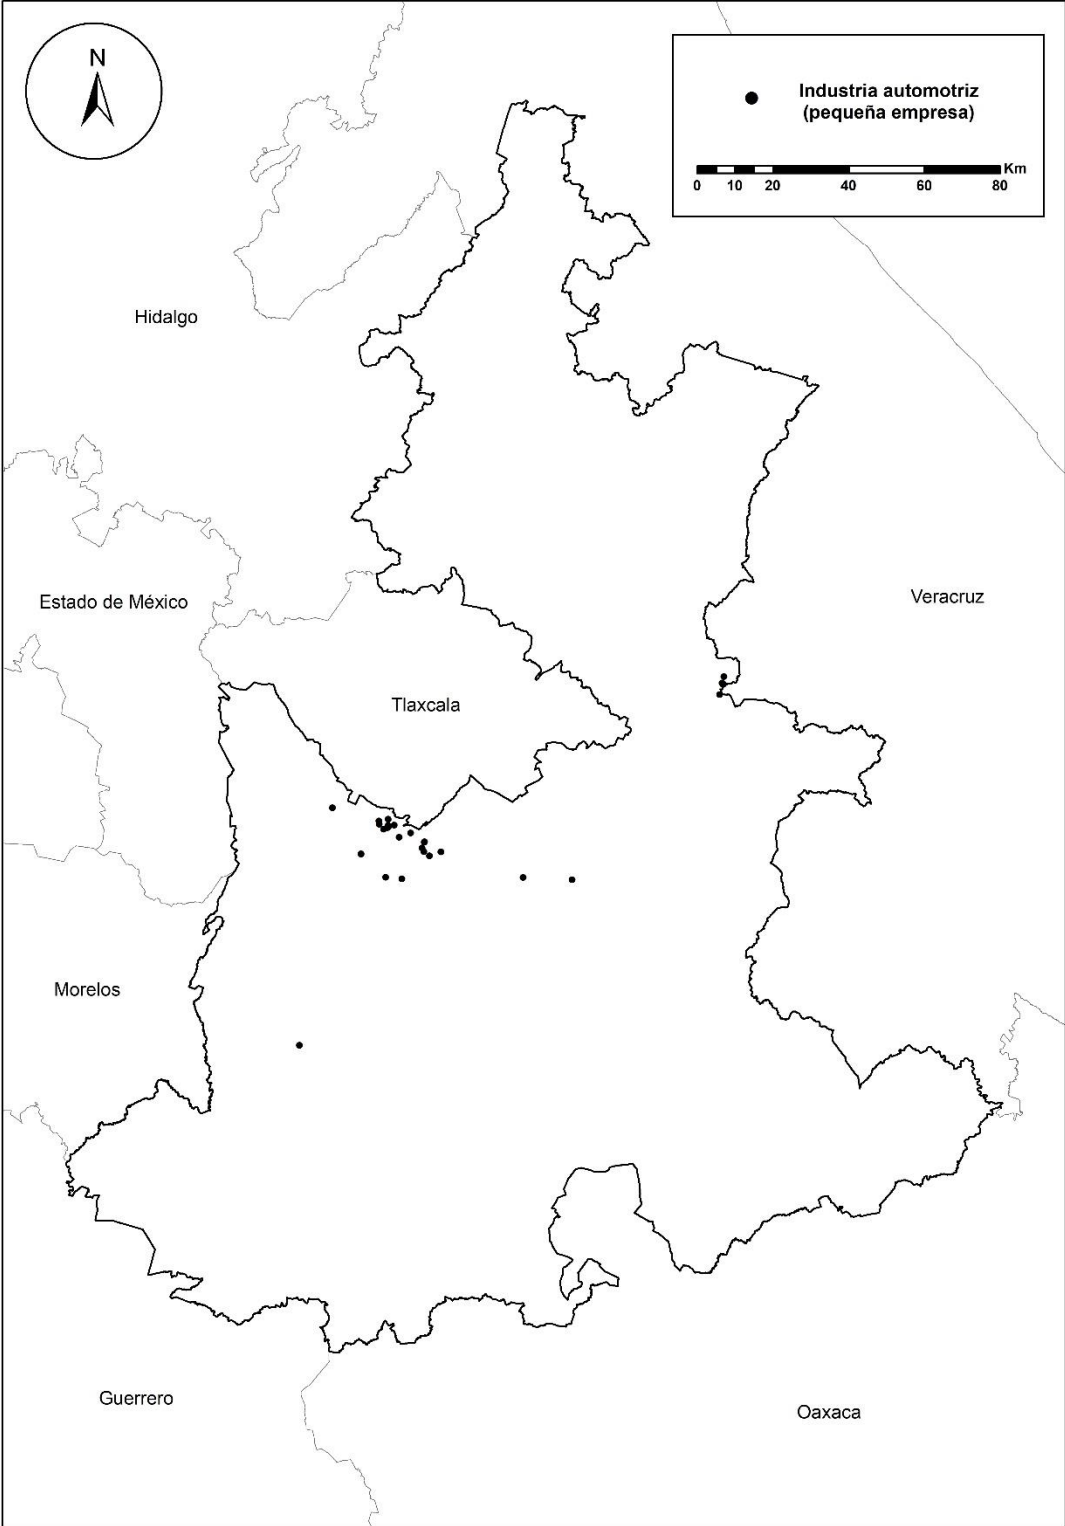 N
Industria automotriz
(pequeña empresa)
Km
0 10 20 40 60 80
Hidalgo
Estado de México
Veracruz
Tlaxcala
Morelos
Guerrero
Oaxaca